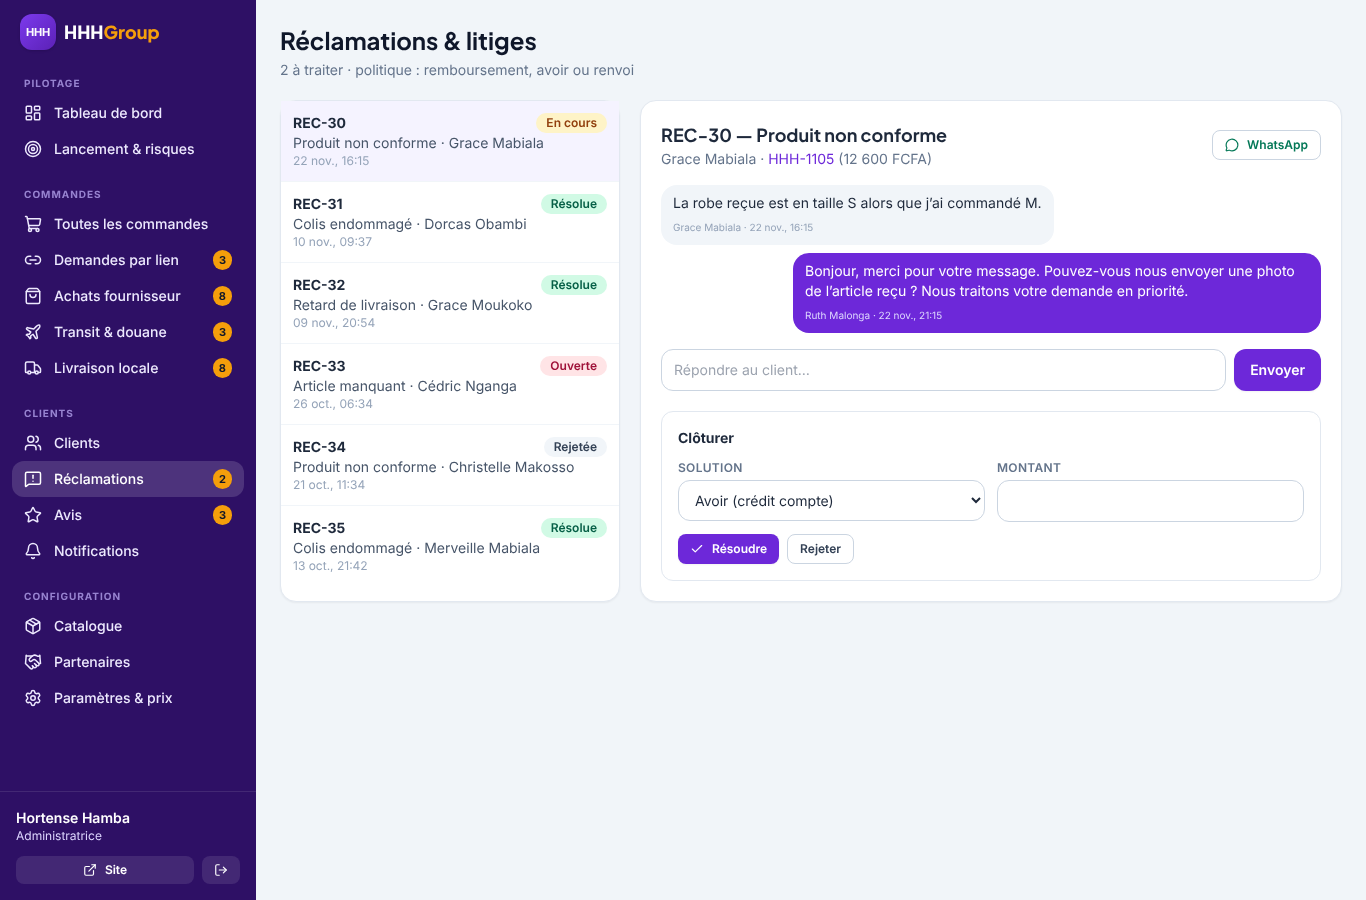 HHH HHHGroup
PILOTAGE
Tableau de bord
Lancement & risques
COMMANDES
Toutes les commandes
Demandes par lien 3
Achats fournisseur 8
Transit & douane 3
Livraison locale 8
CLIENTS
Clients
Réclamations 2
Avis 3
Notifications
CONFIGURATION
Catalogue
Partenaires
Paramètres & prix
Hortense Hamba
Administratrice
Site
Réclamations & litiges
2 à traiter · politique : remboursement, avoir ou renvoi
REC-30 En cours
Produit non conforme · Grace Mabiala
22 nov., 16:15
REC-31 Résolue
Colis endommagé · Dorcas Obambi
10 nov., 09:37
REC-32 Résolue
Retard de livraison · Grace Moukoko
09 nov., 20:54
REC-33 Ouverte
Article manquant · Cédric Nganga
26 oct., 06:34
REC-34 Rejetée
Produit non conforme · Christelle Makosso
21 oct., 11:34
REC-35 Résolue
Colis endommagé · Merveille Mabiala
13 oct., 21:42
REC-30 — Produit non conforme
Grace Mabiala · HHH-1105 (12 600 FCFA)
WhatsApp
La robe reçue est en taille S alors que j’ai commandé M.
Grace Mabiala · 22 nov., 16:15
Bonjour, merci pour votre message. Pouvez-vous nous envoyer une photo
de l’article reçu ? Nous traitons votre demande en priorité.
Ruth Malonga · 22 nov., 21:15
Répondre au client…
Envoyer
Clôturer
SOLUTION
MONTANT
Avoir (crédit compte)
Résoudre
Rejeter